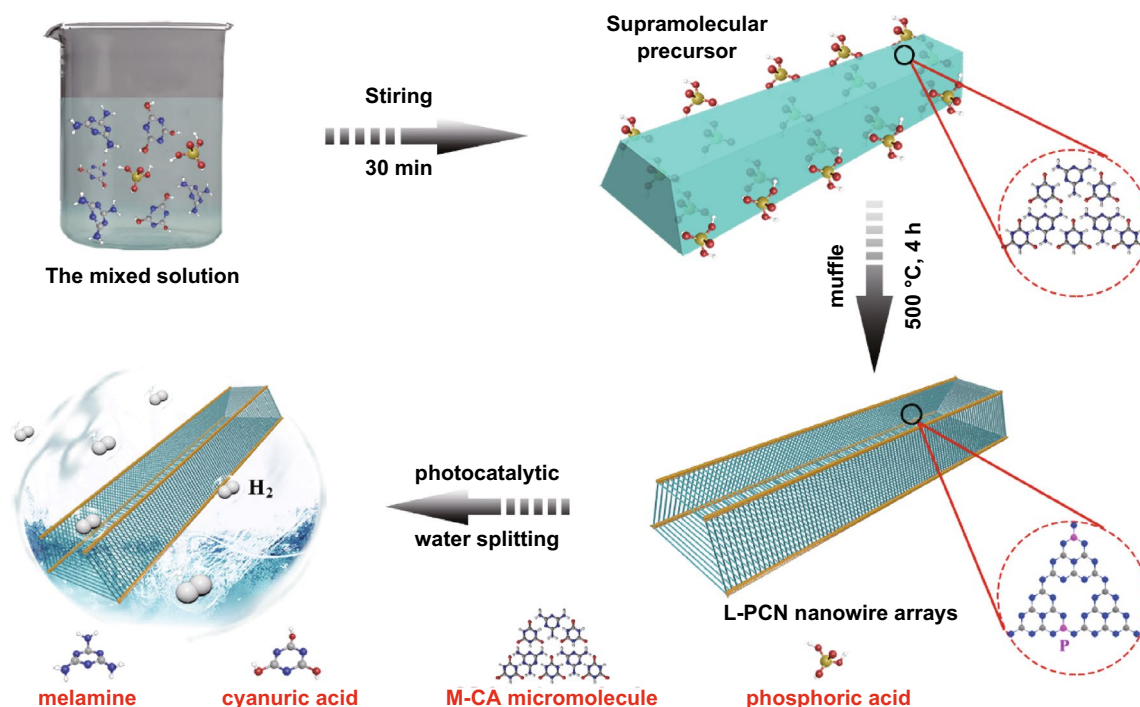 Supramolecular
precursor
Stiring
30 min
The mixed solution
muffle
500 °C, 4 h
photocatalytic
water splitting
H₂
L-PCN nanowire arrays
P
melamine
cyanuric acid
M-CA micromolecule
phosphoric acid